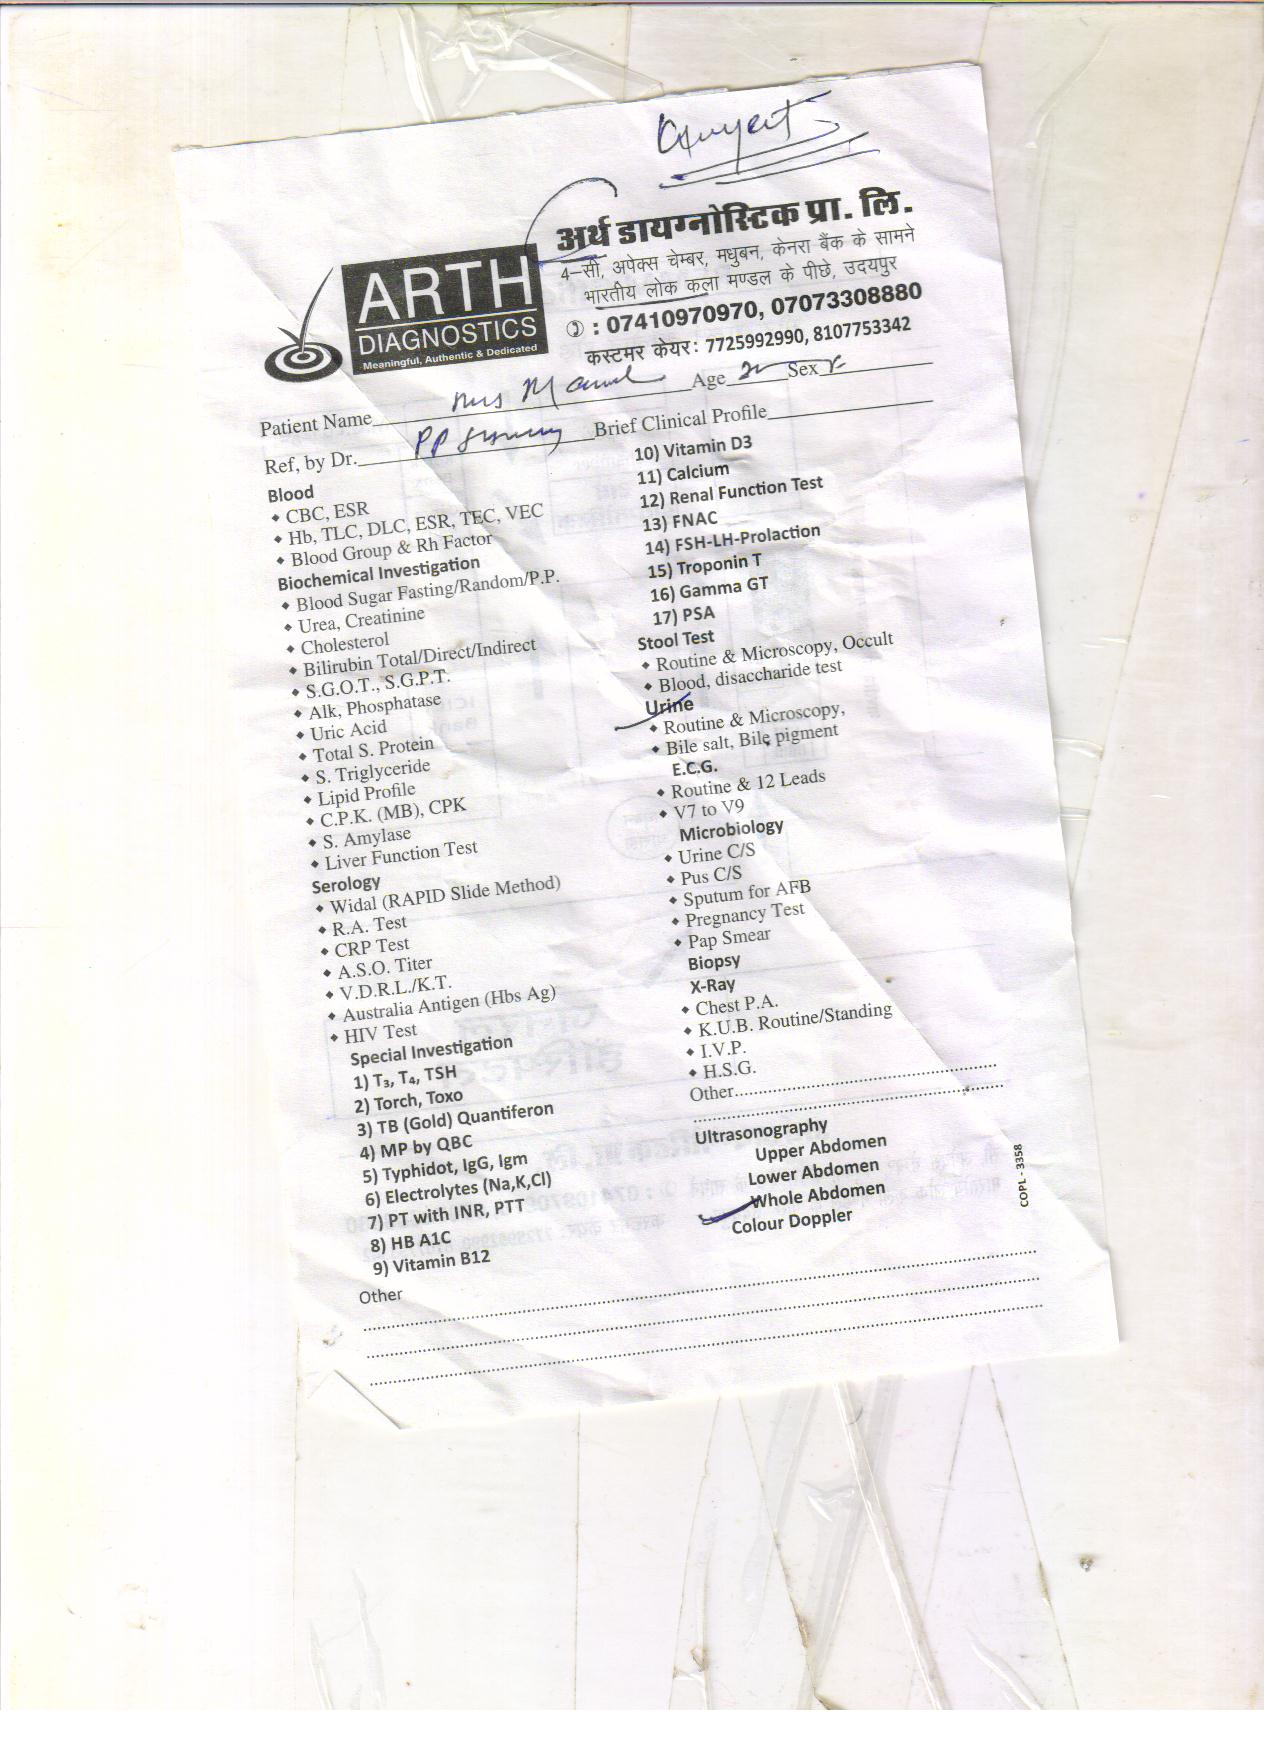 Urgent
अर्थ डायग्नोस्टिक प्रा. लि.
4-सी, अपेक्स चेम्बर, मधुबन, केनरा बैंक के सामने
भारतीय लोक कला मण्डल के पीछे, उदयपुर
: 07410970970, 07073308880
कस्टमर केयर: 7725992990, 8107753342
ARTH
DIAGNOSTICS
Meaningful, Authentic & Dedicated
Patient Name Mrs Age Sex
Ref, by Dr. Brief Clinical Profile
Blood
CBC, ESR
Hb, TLC, DLC, ESR, TEC, VEC
Blood Group & Rh Factor
Biochemical Investigation
Blood Sugar Fasting/Random/P.P.
Urea, Creatinine
Cholesterol
Bilirubin Total/Direct/Indirect
S.G.O.T., S.G.P.T.
Alk, Phosphatase
Uric Acid
Total S. Protein
S. Triglyceride
Lipid Profile
C.P.K. (MB), CPK
S. Amylase
Liver Function Test
Serology
Widal (RAPID Slide Method)
R.A. Test
CRP Test
A.S.O. Titer
V.D.R.L./K.T.
Australia Antigen (Hbs Ag)
HIV Test
Special Investigation
1) T₃, T₄, TSH
2) Torch, Toxo
3) TB (Gold) Quantiferon
4) MP by QBC
5) Typhidot, IgG, Igm
6) Electrolytes (Na,K,Cl)
7) PT with INR, PTT
8) HB A1C
9) Vitamin B12
10) Vitamin D3
11) Calcium
12) Renal Function Test
13) FNAC
14) FSH-LH-Prolaction
15) Troponin T
16) Gamma GT
17) PSA
Stool Test
Routine & Microscopy, Occult
Blood, disaccharide test
Urine
Routine & Microscopy,
Bile salt, Bile pigment
E.C.G.
Routine & 12 Leads
V7 to V9
Microbiology
Urine C/S
Pus C/S
Sputum for AFB
Pregnancy Test
Pap Smear
Biopsy
X-Ray
Chest P.A.
K.U.B. Routine/Standing
I.V.P.
H.S.G.
Other
Ultrasonography
Upper Abdomen
Lower Abdomen
Whole Abdomen
Colour Doppler
COPL - 3358
Other